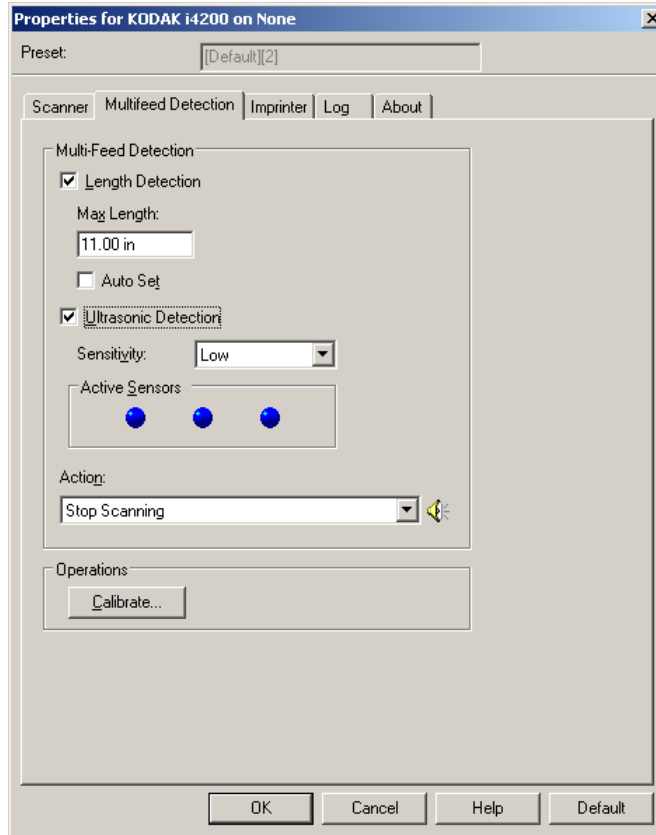 Properties for KODAK i4200 on None
Preset: [Default][2]
Scanner Multifeed Detection Imprinter Log About
Multi-Feed Detection
Length Detection
Max Length:
11.00 in
Auto Set
Ultrasonic Detection
Sensitivity: Low
Active Sensors
Action:
Stop Scanning
Operations
Calibrate...
OK Cancel Help Default